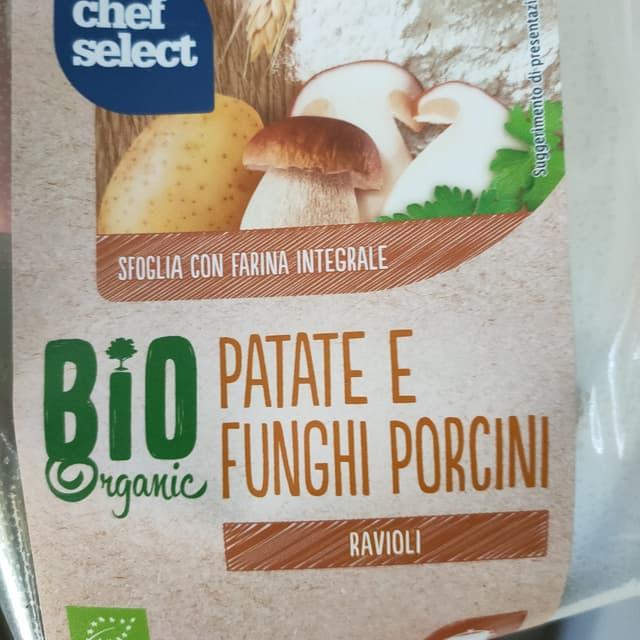 chef
select
Suggerimento di presentazi
SFOGLIA CON FARINA INTEGRALE
BIO
Organic
PATATE E
FUNGHI PORCINI
RAVIOLI